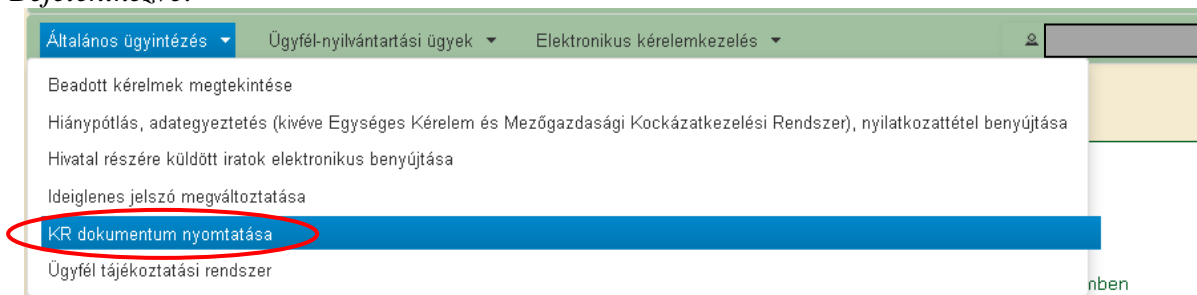 Általános ügyintézés Ügyfél-nyilvántartási ügyek Elektronikus kérelemkezelés
Beadott kérelmek megtekintése
Hiánypótlás, adategyeztetés (kivéve Egységes Kérelem és Mezőgazdasági Kockázatkezelési Rendszer), nyilatkozattétel benyújtása
Hivatal részére küldött iratok elektronikus benyújtása
Ideiglenes jelszó megváltoztatása
KR dokumentum nyomtatása
Ügyfél tájékoztatási rendszer
mben